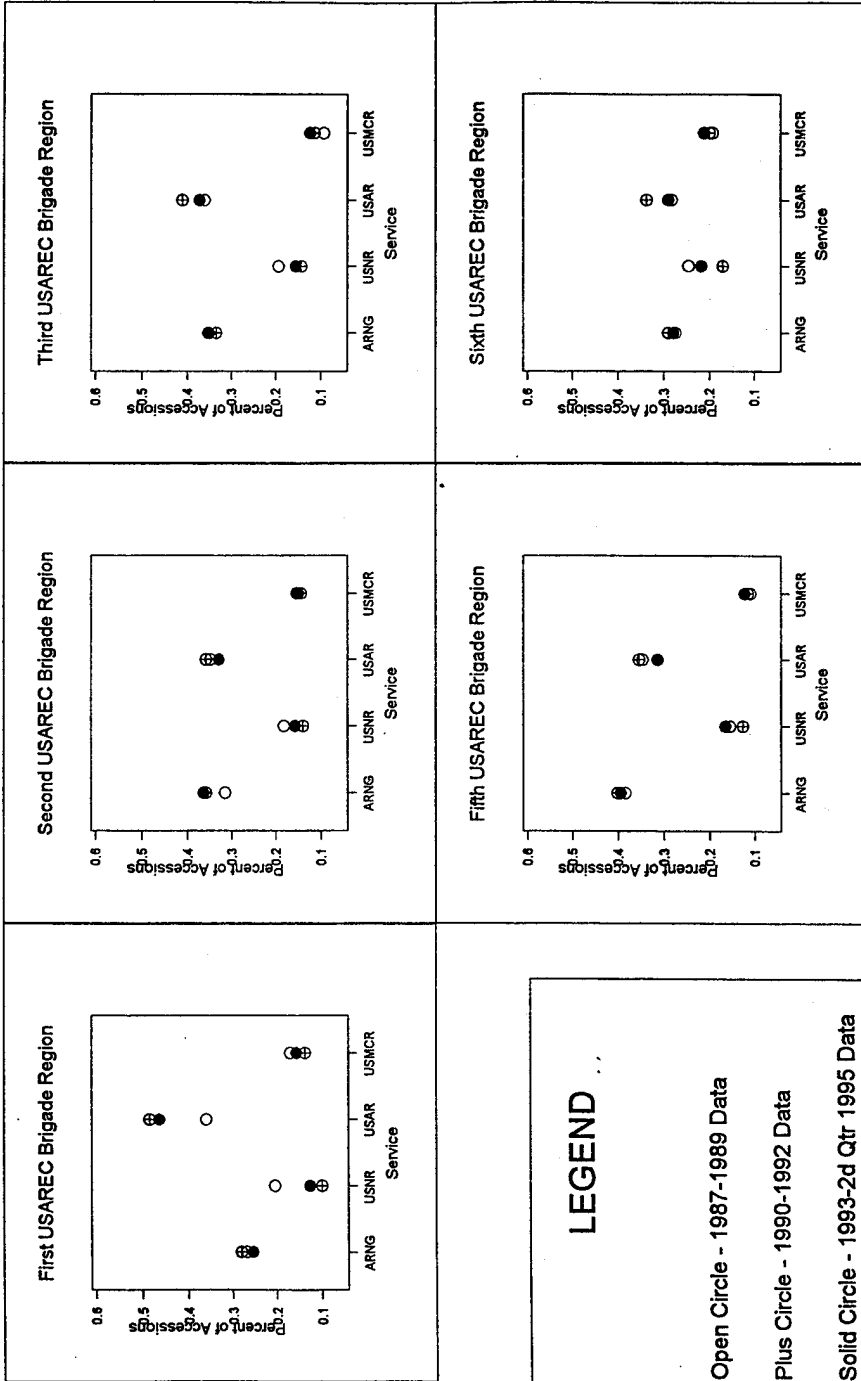 First USAREC Brigade Region
0.6
0.5
0.4
0.3
0.2
0.1
Percent of Accessions
ARNG USNR USAR USMCR
Service
Second USAREC Brigade Region
0.6
0.5
0.4
0.3
0.2
0.1
Percent of Accessions
ARNG USNR USAR USMCR
Service
Third USAREC Brigade Region
0.6
0.5
0.4
0.3
0.2
0.1
Percent of Accessions
ARNG USNR USAR USMCR
Service
LEGEND
Open Circle - 1987-1989 Data
Plus Circle - 1990-1992 Data
Solid Circle - 1993-2d Qtr 1995 Data
Fifth USAREC Brigade Region
0.6
0.5
0.4
0.3
0.2
0.1
Percent of Accessions
ARNG USNR USAR USMCR
Service
Sixth USAREC Brigade Region
0.6
0.5
0.4
0.3
0.2
0.1
Percent of Accessions
ARNG USNR USAR USMCR
Service